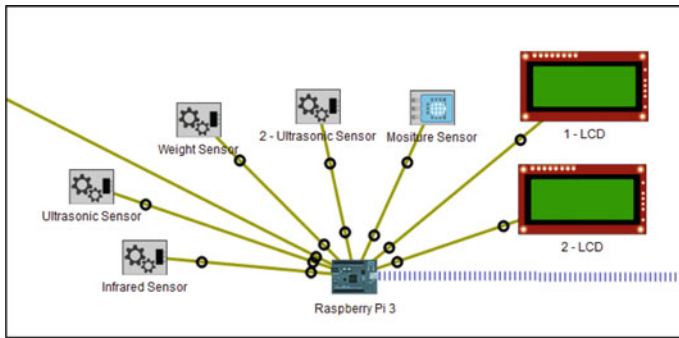 1 - LCD
2 - Ultrasonic Sensor
Mositure Sensor
Weight Sensor
Ultrasonic Sensor
2 - LCD
Infrared Sensor
Raspberry Pi 3